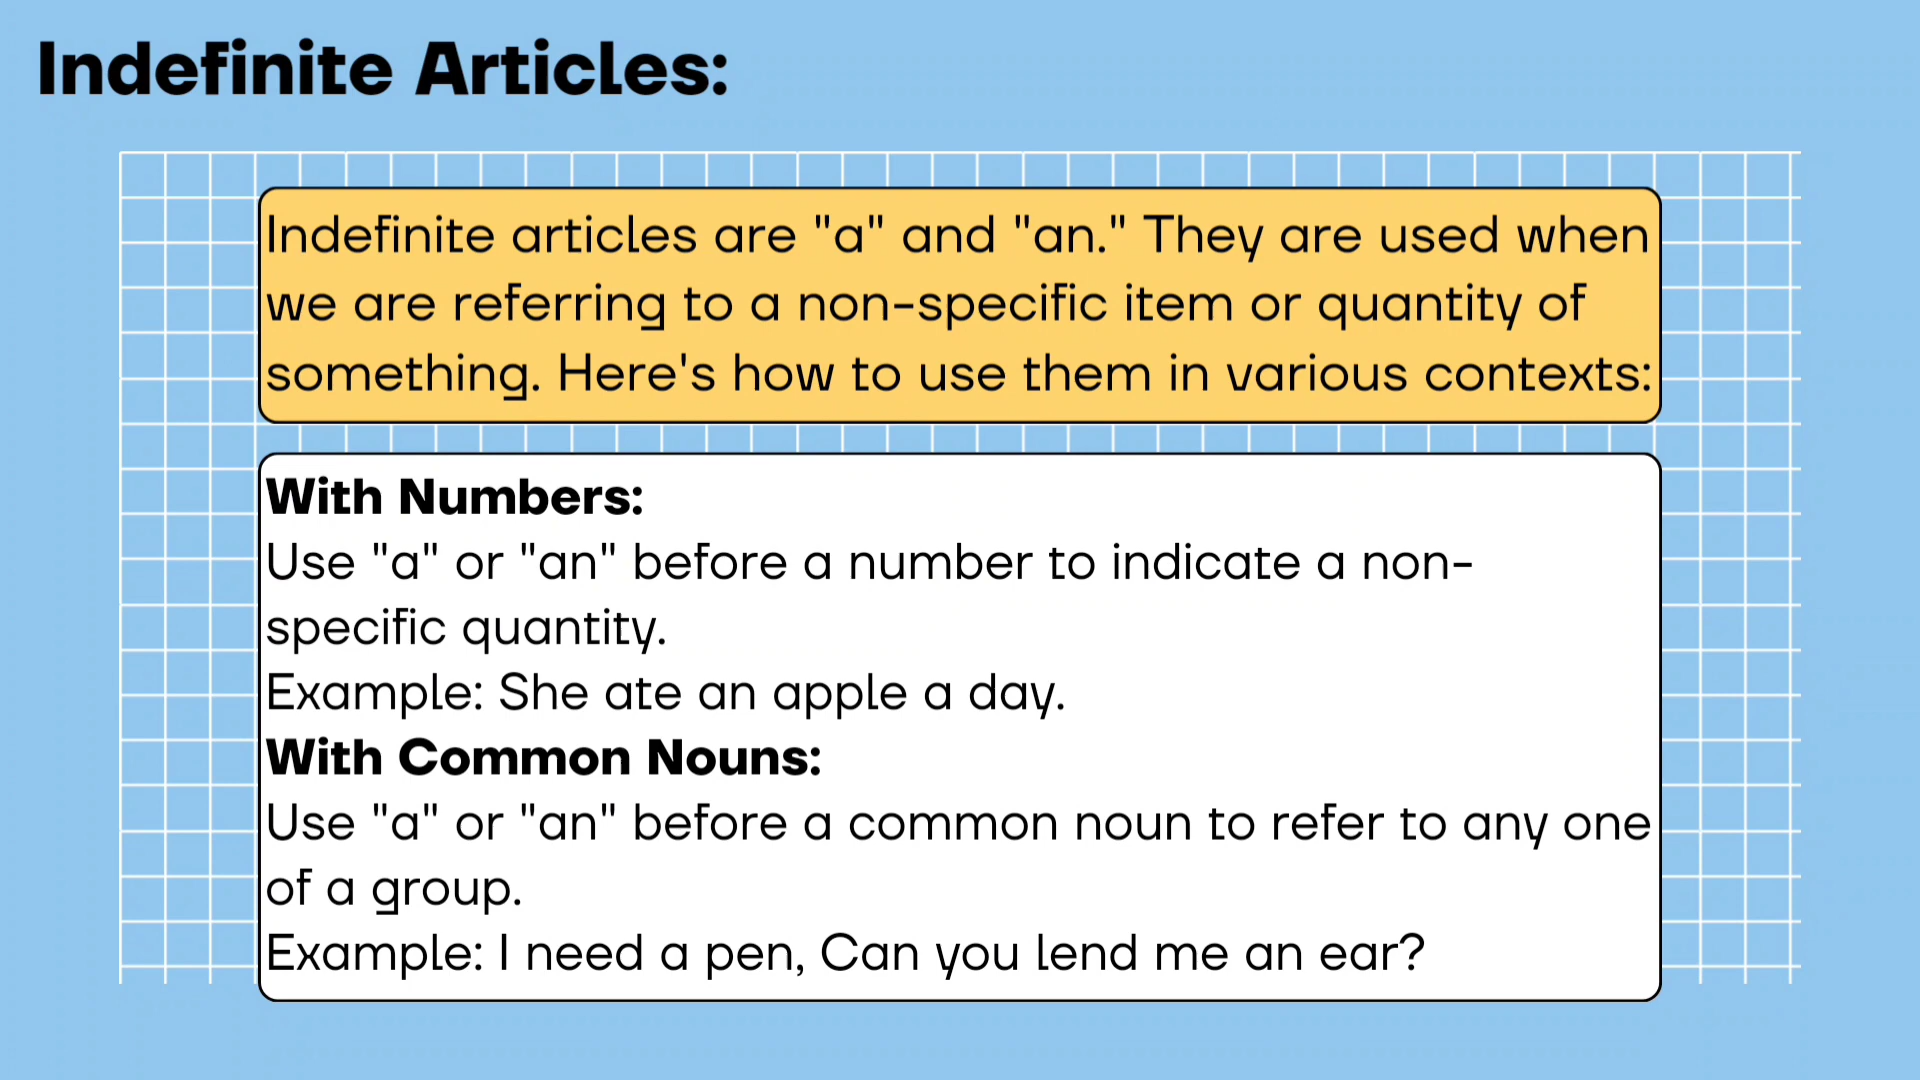 Indefinite Articles:
Indefinite articles are "a" and "an." They are used when
we are referring to a non-specific item or quantity of
something. Here's how to use them in various contexts:
With Numbers:
Use "a" or "an" before a number to indicate a non-
specific quantity.
Example: She ate an apple a day.
With Common Nouns:
Use "a" or "an" before a common noun to refer to any one
of a group.
Example: I need a pen, Can you lend me an ear?